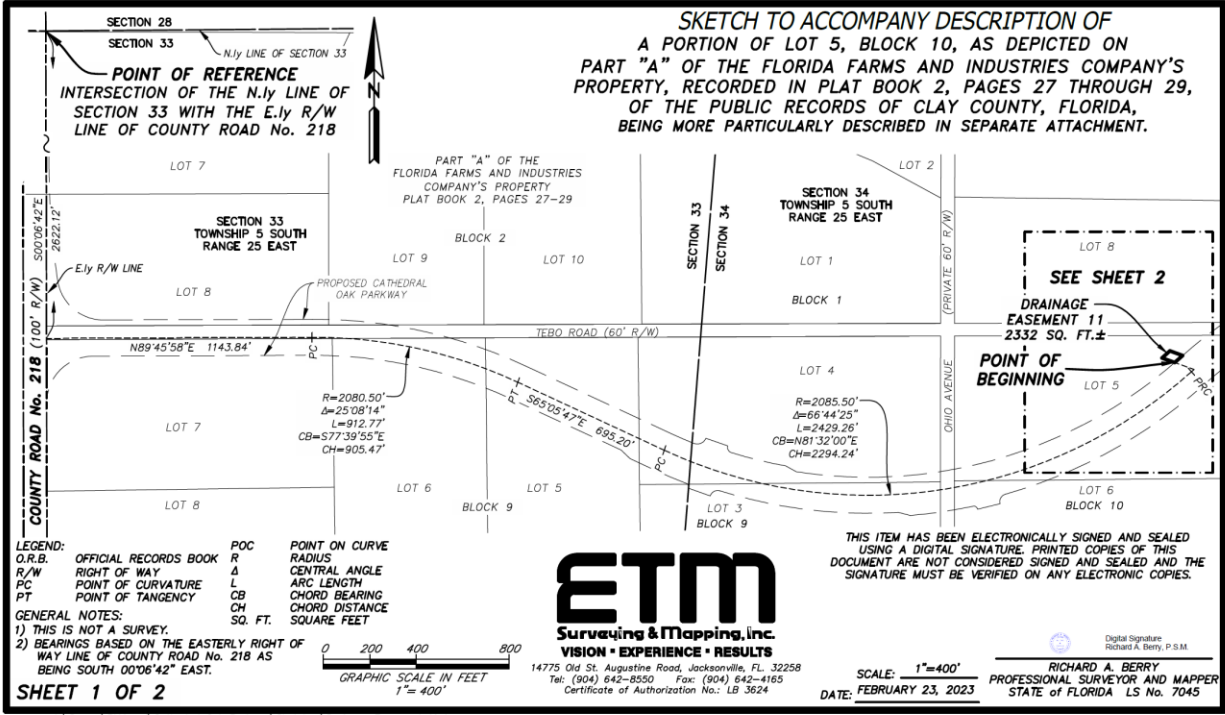 SKETCH TO ACCOMPANY DESCRIPTION OF
A PORTION OF LOT 5, BLOCK 10, AS DEPICTED ON
PART "A" OF THE FLORIDA FARMS AND INDUSTRIES COMPANY'S
PROPERTY, RECORDED IN PLAT BOOK 2, PAGES 27 THROUGH 29,
OF THE PUBLIC RECORDS OF CLAY COUNTY, FLORIDA,
BEING MORE PARTICULARLY DESCRIBED IN SEPARATE ATTACHMENT.
SECTION 28
SECTION 33
N.ly LINE OF SECTION 33
POINT OF REFERENCE
INTERSECTION OF THE N.ly LINE OF
SECTION 33 WITH THE E.ly R/W
LINE OF COUNTY ROAD No. 218
N
LOT 7
PART "A" OF THE
FLORIDA FARMS AND INDUSTRIES
COMPANY'S PROPERTY
PLAT BOOK 2, PAGES 27-29
LOT 2
SECTION 33
TOWNSHIP 5 SOUTH
RANGE 25 EAST
SECTION 33
SECTION 34
SECTION 34
TOWNSHIP 5 SOUTH
RANGE 25 EAST
S00°06'42"E
2622.12'
BLOCK 2
LOT 9
LOT 10
LOT 1
BLOCK 1
(PRIVATE 60' R/W)
LOT 8
SEE SHEET 2
E.ly R/W LINE
LOT 8
PROPOSED CATHEDRAL
OAK PARKWAY
DRAINAGE
EASEMENT 11
2332 SQ. FT.±
TEBO ROAD (60' R/W)
N89°45'58"E 1143.84'
PC
POINT OF
BEGINNING
LOT 5
PRC
COUNTY ROAD No. 218 (100' R/W)
R=2080.50'
Δ=25°08'14"
L=912.77'
CB=S77°39'55"E
CH=905.47'
PT
S65°05'47"E 695.20'
PC
LOT 4
R=2085.50'
Δ=66°44'25"
L=2429.26'
CB=N81°32'00"E
CH=2294.24'
OHIO AVENUE
LOT 7
LOT 8
LOT 6
BLOCK 9
LOT 5
LOT 3
BLOCK 9
LOT 6
BLOCK 10
LEGEND:
O.R.B. OFFICIAL RECORDS BOOK
R/W RIGHT OF WAY
PC POINT OF CURVATURE
PT POINT OF TANGENCY
POC POINT ON CURVE
R RADIUS
Δ CENTRAL ANGLE
L ARC LENGTH
CB CHORD BEARING
CH CHORD DISTANCE
SQ. FT. SQUARE FEET
GENERAL NOTES:
1) THIS IS NOT A SURVEY.
2) BEARINGS BASED ON THE EASTERLY RIGHT OF
WAY LINE OF COUNTY ROAD No. 218 AS
BEING SOUTH 00°06'42" EAST.
SHEET 1 OF 2
0 200 400 800
GRAPHIC SCALE IN FEET
1"= 400'
ETM
Surveying & Mapping, Inc.
VISION • EXPERIENCE • RESULTS
14775 Old St. Augustine Road, Jacksonville, FL. 32258
Tel: (904) 642-8550 Fax: (904) 642-4165
Certificate of Authorization No.: LB 3624
THIS ITEM HAS BEEN ELECTRONICALLY SIGNED AND SEALED
USING A DIGITAL SIGNATURE. PRINTED COPIES OF THIS
DOCUMENT ARE NOT CONSIDERED SIGNED AND SEALED AND THE
SIGNATURE MUST BE VERIFIED ON ANY ELECTRONIC COPIES.
Digital Signature
Richard A. Berry, P.S.M.
SCALE: 1"=400'
DATE: FEBRUARY 23, 2023
RICHARD A. BERRY
PROFESSIONAL SURVEYOR AND MAPPER
STATE of FLORIDA LS No. 7045